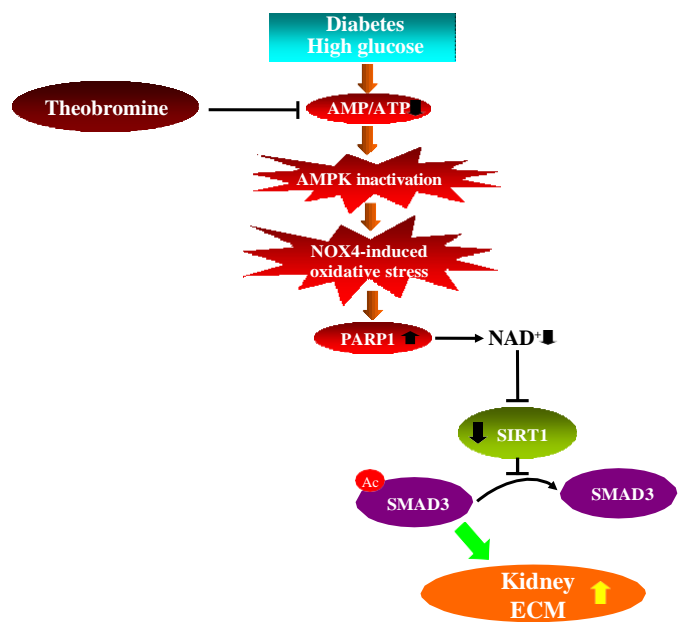 Diabetes
High glucose
Theobromine
AMP/ATP
AMPK inactivation
NOX4-induced
oxidative stress
PARP1
NAD+
SIRT1
Ac
SMAD3
SMAD3
Kidney
ECM